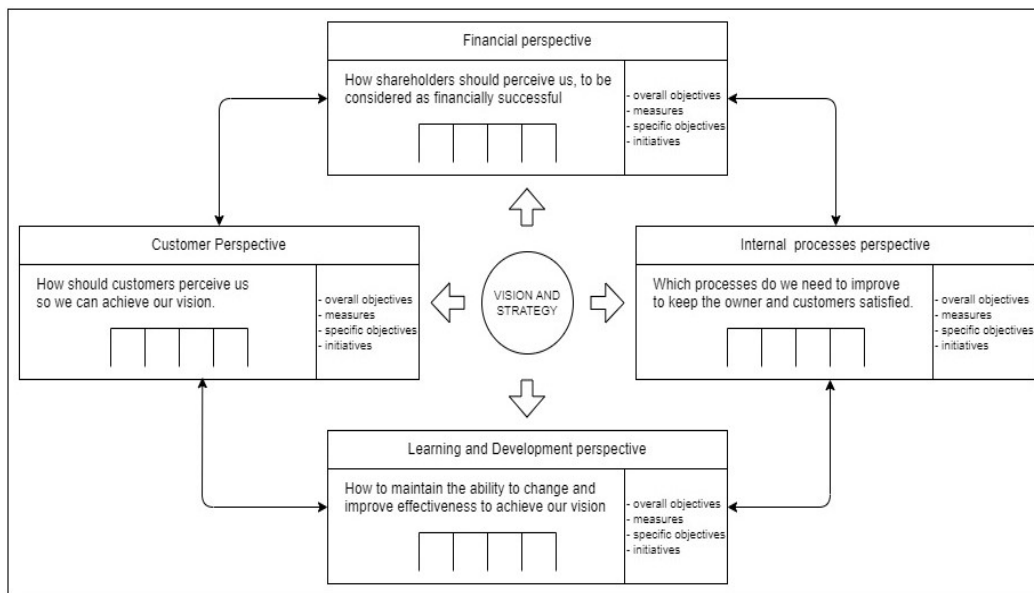 Financial perspective
How shareholders should perceive us, to be
considered as financially successful
- overall objectives
- measures
- specific objectives
- initiatives
Customer Perspective
How should customers perceive us
so we can achieve our vision.
- overall objectives
- measures
- specific objectives
- initiatives
VISION AND
STRATEGY
Internal processes perspective
Which processes do we need to improve
to keep the owner and customers satisfied.
- overall objectives
- measures
- specific objectives
- initiatives
Learning and Development perspective
How to maintain the ability to change and
improve effectiveness to achieve our vision
- overall objectives
- measures
- specific objectives
- initiatives